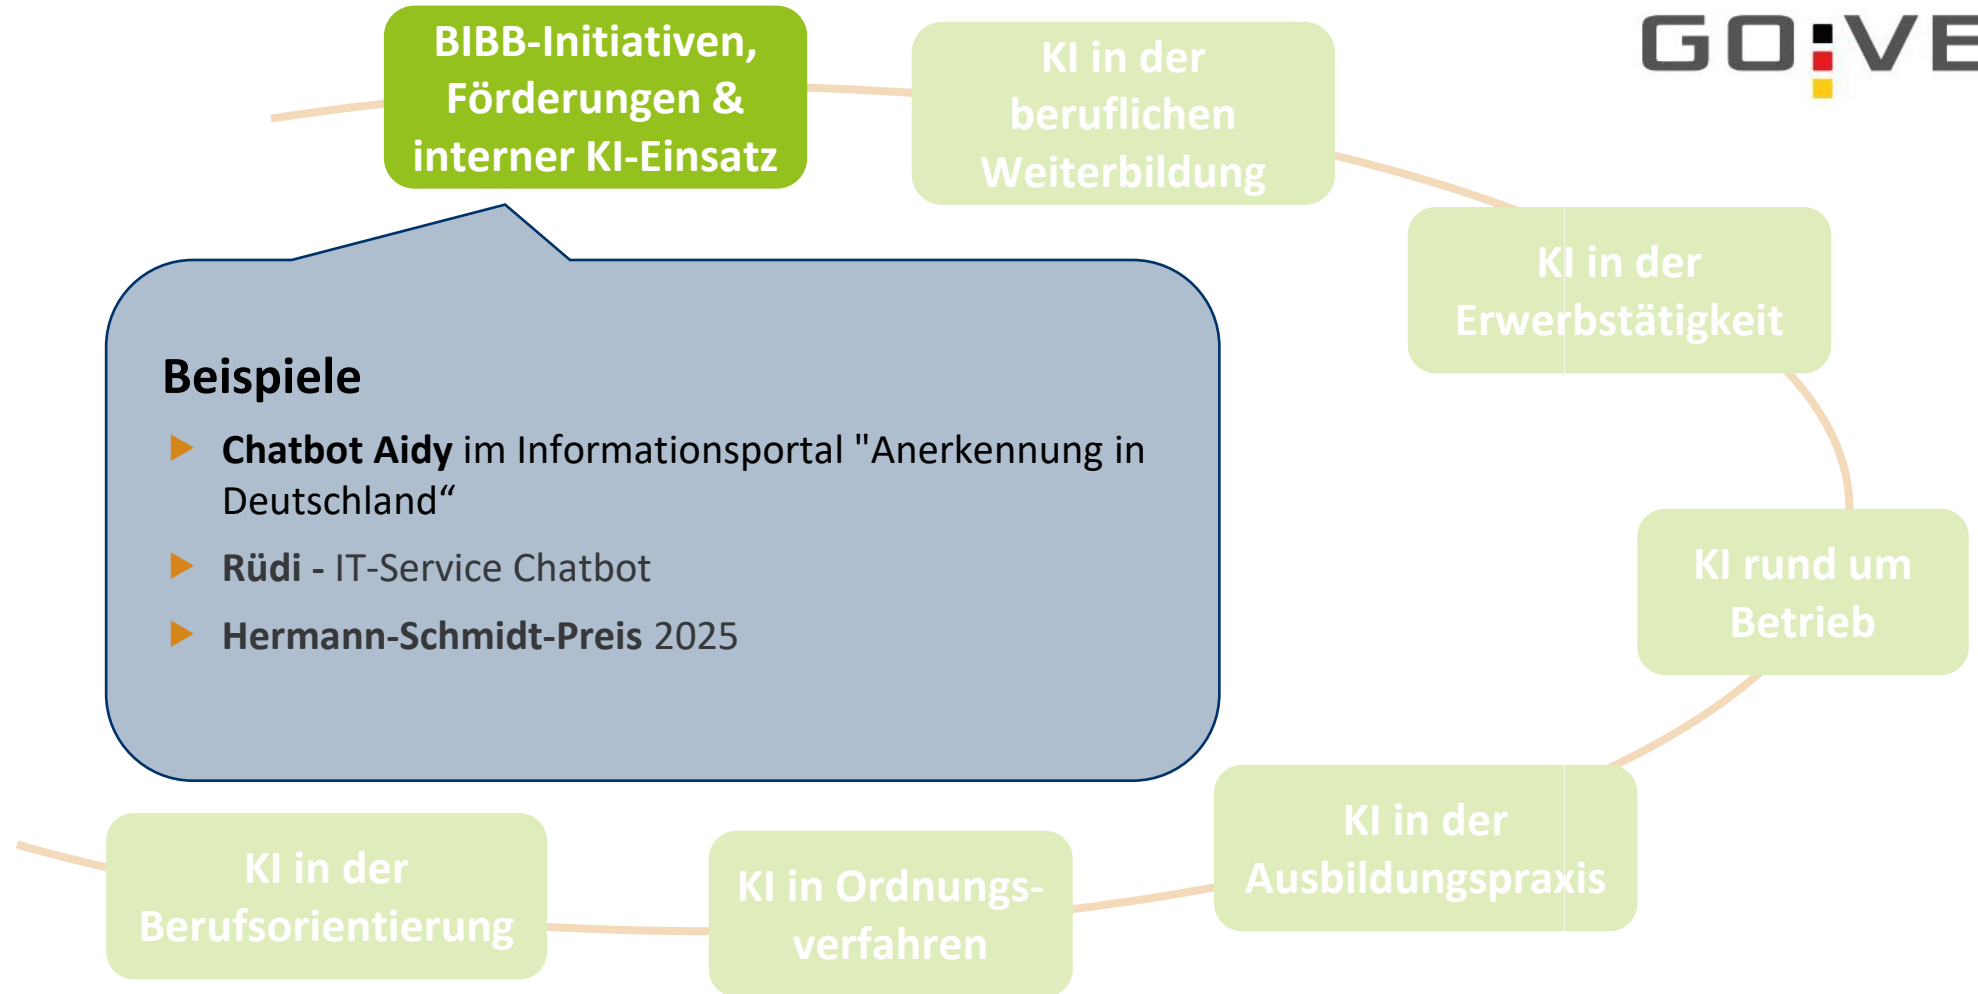 BIBB-Initiativen,
Förderungen &
interner KI-Einsatz
KI in der
beruflichen
Weiterbildung
GO:VE
KI in der
Erwerbstätigkeit
Beispiele
Chatbot Aidy im Informationsportal "Anerkennung in
Deutschland“
Rüdi - IT-Service Chatbot
Hermann-Schmidt-Preis 2025
KI rund um
Betrieb
KI in der
Ausbildungspraxis
KI in Ordnungs-
verfahren
KI in der
Berufsorientierung